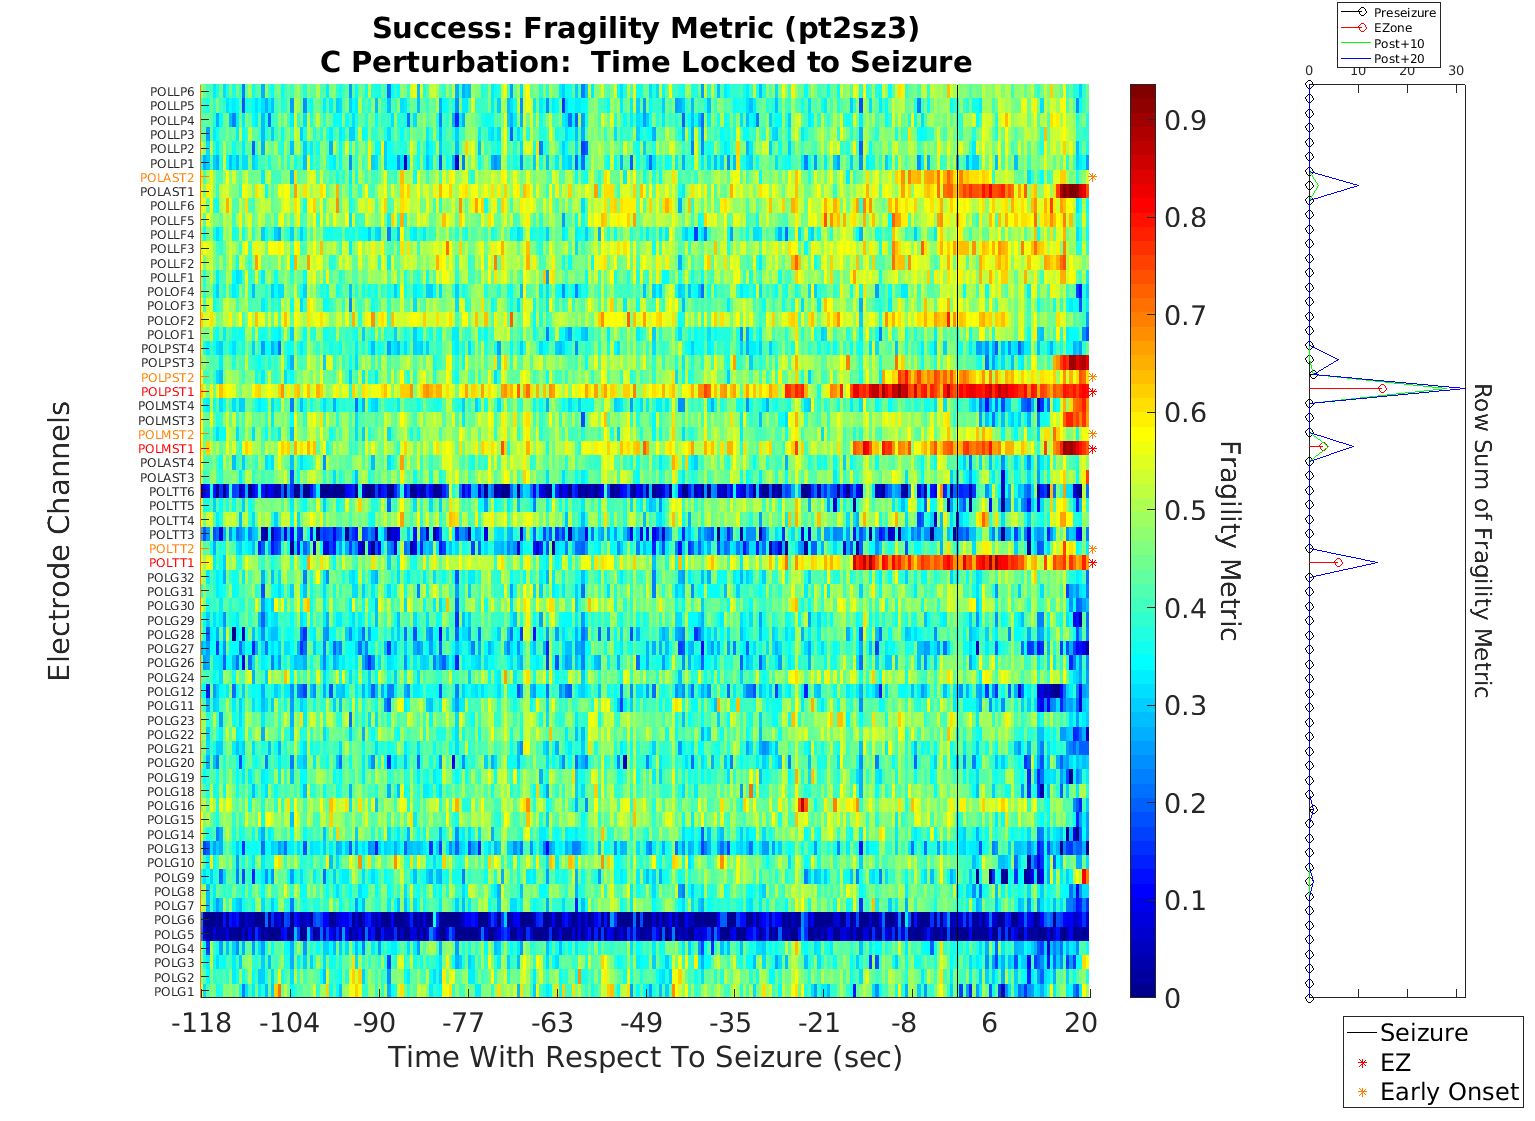 Success: Fragility Metric (pt2sz3)
C Perturbation:  Time Locked to Seizure
Preseizure
EZone
Post+10
Post+20
0 10 20 30
Electrode Channels
POLLP6
POLLP5
POLLP4
POLLP3
POLLP2
POLLP1
POLAST2
POLAST1
POLLF6
POLLF5
POLLF4
POLLF3
POLLF2
POLLF1
POLOF4
POLOF3
POLOF2
POLOF1
POLPST4
POLPST3
POLPST2
POLPST1
POLMST4
POLMST3
POLMST2
POLMST1
POLAST4
POLAST3
POLTT6
POLTT5
POLTT4
POLTT3
POLTT2
POLTT1
POLG32
POLG31
POLG30
POLG29
POLG28
POLG27
POLG26
POLG24
POLG12
POLG11
POLG23
POLG22
POLG21
POLG20
POLG19
POLG18
POLG16
POLG15
POLG14
POLG13
POLG10
POLG9
POLG8
POLG7
POLG6
POLG5
POLG4
POLG3
POLG2
POLG1
-118 -104 -90 -77 -63 -49 -35 -21 -8 6 20
Time With Respect To Seizure (sec)
0.9
0.8
0.7
0.6
0.5
0.4
0.3
0.2
0.1
0
Fragility Metric
Row Sum of Fragility Metric
Seizure
EZ
Early Onset